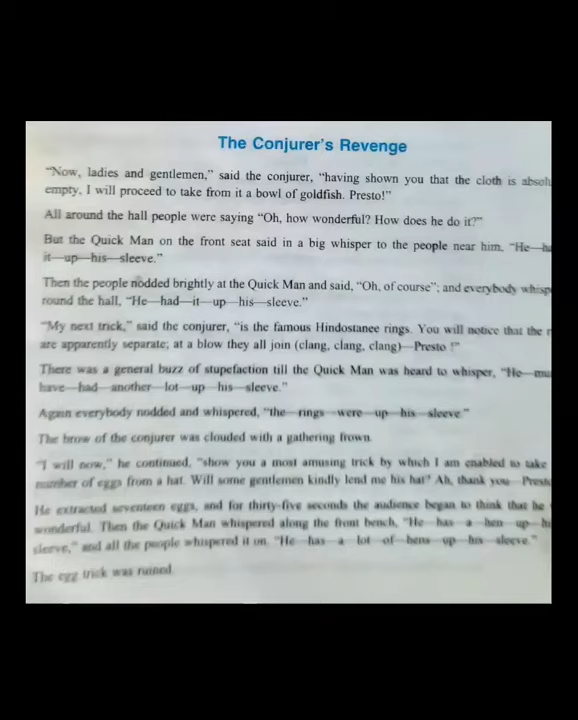 The Conjurer's Revenge
"Now, ladies and gentlemen," said the conjurer, "having shown you that the cloth is absol
empty, I will proceed to take from it a bowl of goldfish. Presto!"
All around the hall people were saying "Oh, how wonderful? How does he do it?"
But the Quick Man on the front seat said in a big whisper to the people near him, "He—h
it—up—his—sleeve."
Then the people nodded brightly at the Quick Man and said, "Oh, of course"; and everybody whisp
round the hall, "He—had—it—up—his—sleeve."
"My next trick," said the conjurer, "is the famous Hindostanee rings. You will notice that the r
are apparently separate; at a blow they all join (clang, clang, clang)—Presto !"
There was a general buzz of stupefaction till the Quick Man was heard to whisper, "He—mu
have—had—another—lot—up—his—sleeve."
Again everybody nodded and whispered, "the—rings—were—up—his—sleeve."
The brow of the conjurer was clouded with a gathering frown.
"I will now," he continued, "show you a most amusing trick by which I am enabled to take
number of eggs from a hat. Will some gentlemen kindly lend me his hat? Ah, thank you—Presto
He extracted seventeen eggs, and for thirty-five seconds the audience began to think that he
wonderful. Then the Quick Man whispered along the front bench, "He—has—a—hen—up—hi
sleeve," and all the people whispered it on. "He—has—a—lot—of—hens—up—his—sleeve."
The egg trick was ruined.